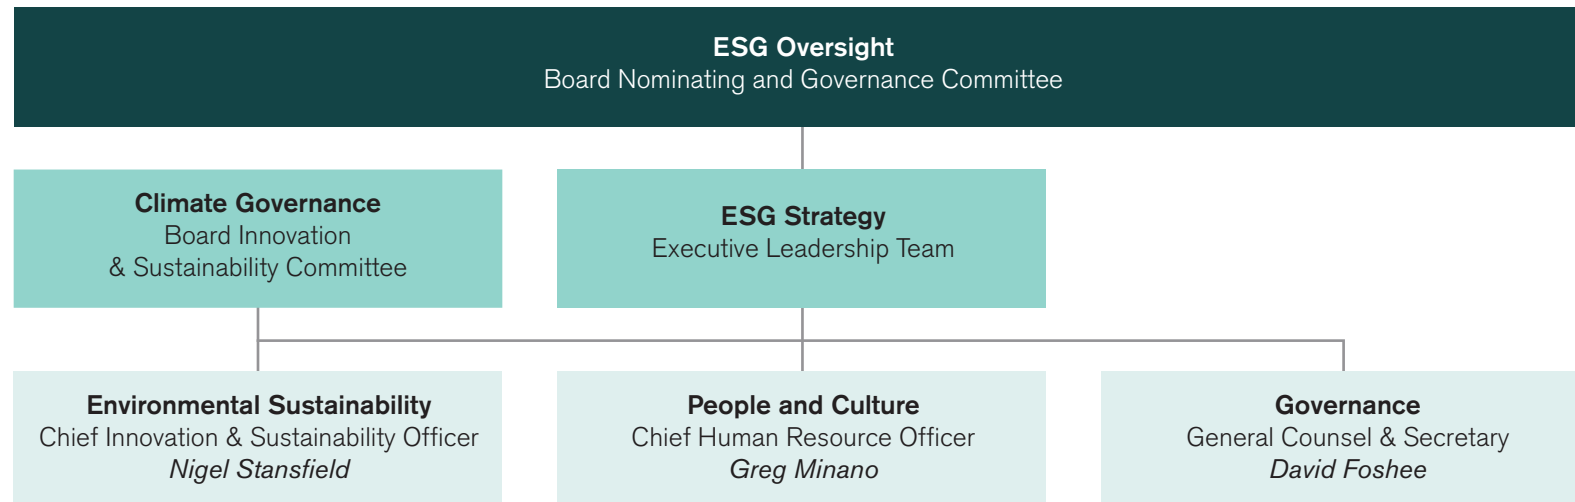 ESG Oversight
Board Nominating and Governance Committee
Climate Governance
Board Innovation
& Sustainability Committee
ESG Strategy
Executive Leadership Team
Environmental Sustainability
Chief Innovation & Sustainability Officer
Nigel Stansfield
People and Culture
Chief Human Resource Officer
Greg Minano
Governance
General Counsel & Secretary
David Foshee